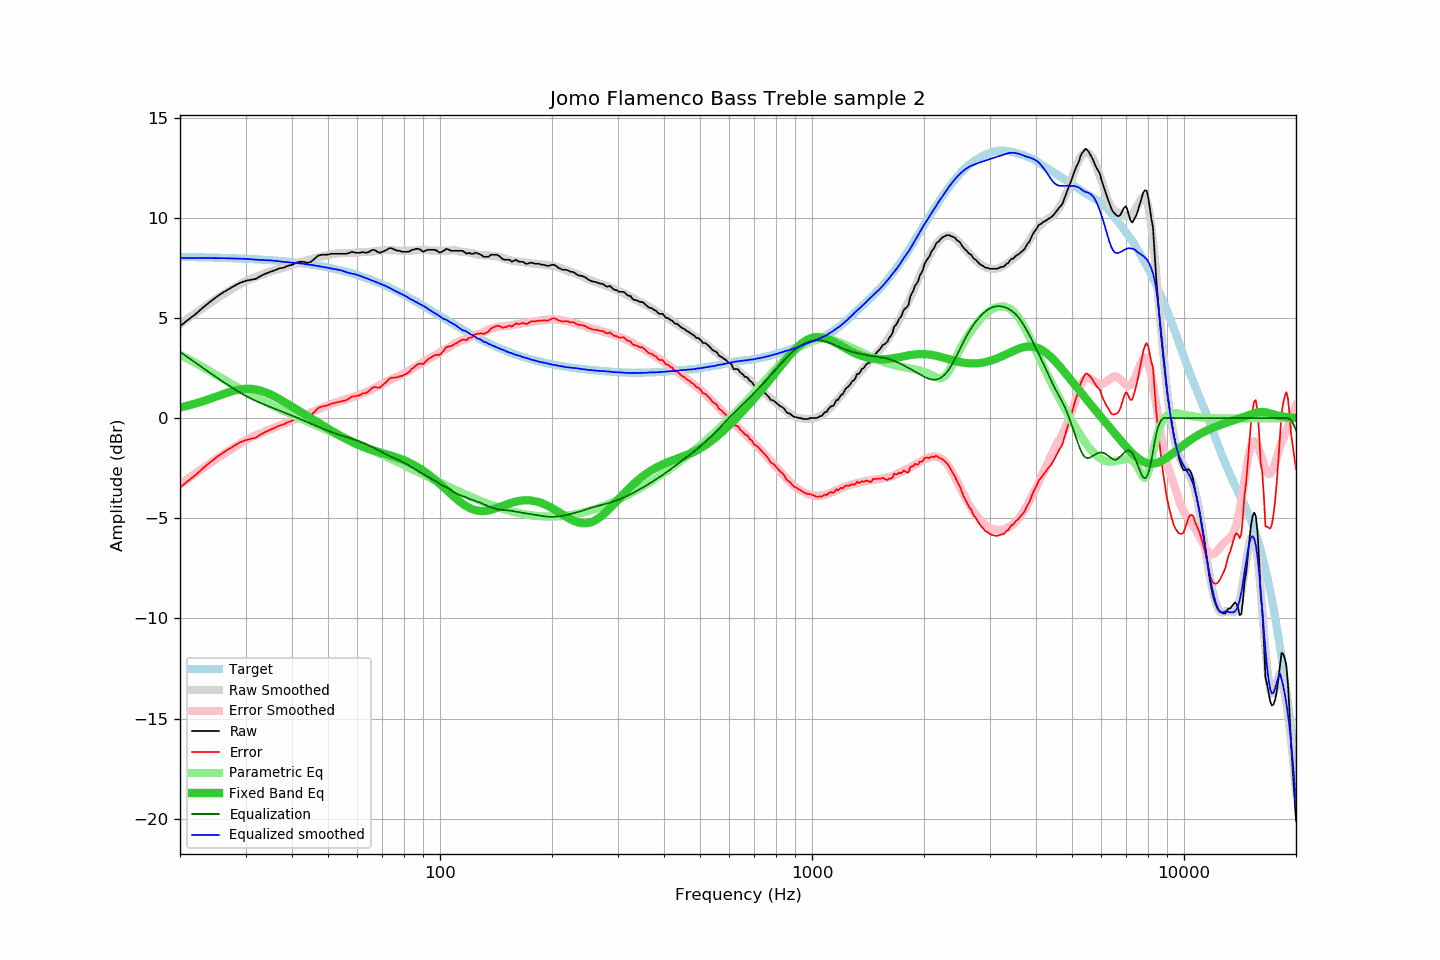 Jomo Flamenco Bass Treble sample 2
15
10
5
0
−5
−10
−15
−20
Amplitude (dBr)
Target
Raw Smoothed
Error Smoothed
Raw
Error
Parametric Eq
Fixed Band Eq
Equalization
Equalized smoothed
100
1000
10000
Frequency (Hz)